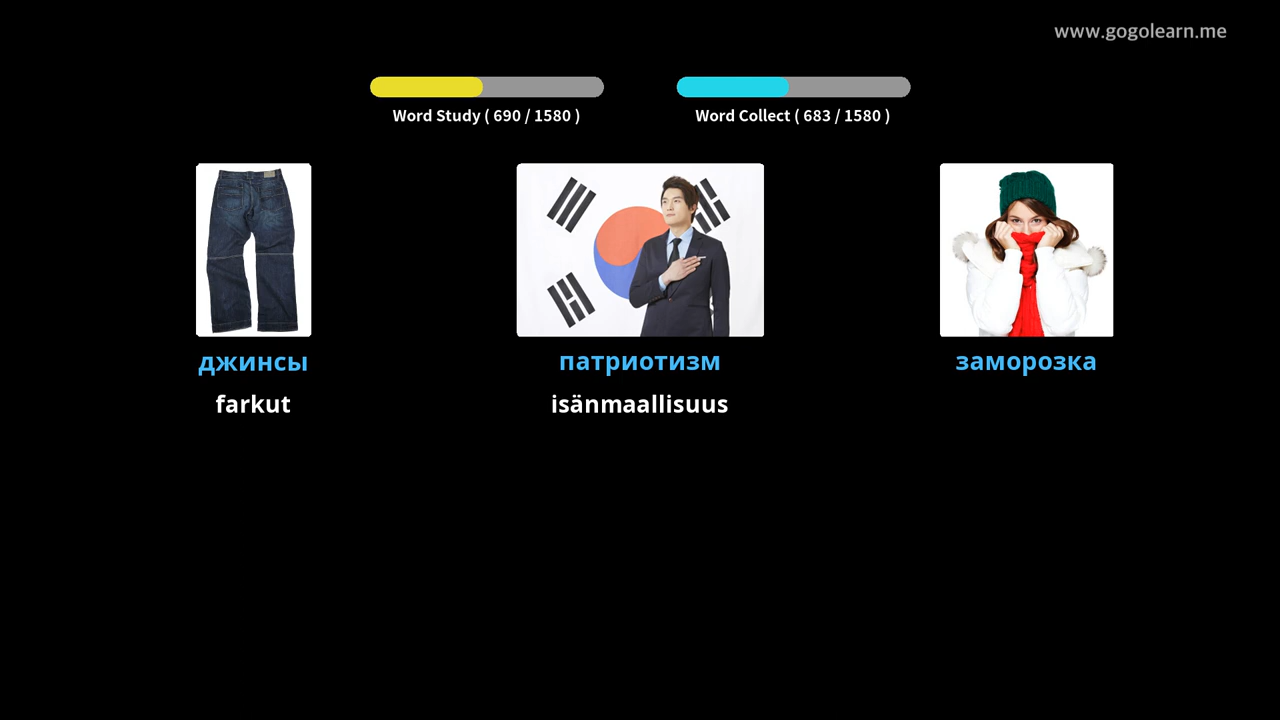 www.gogolearn.me
Word Study ( 690 / 1580 )
Word Collect ( 683 / 1580 )
джинсы
патриотизм
заморозка
farkut
isänmaallisuus